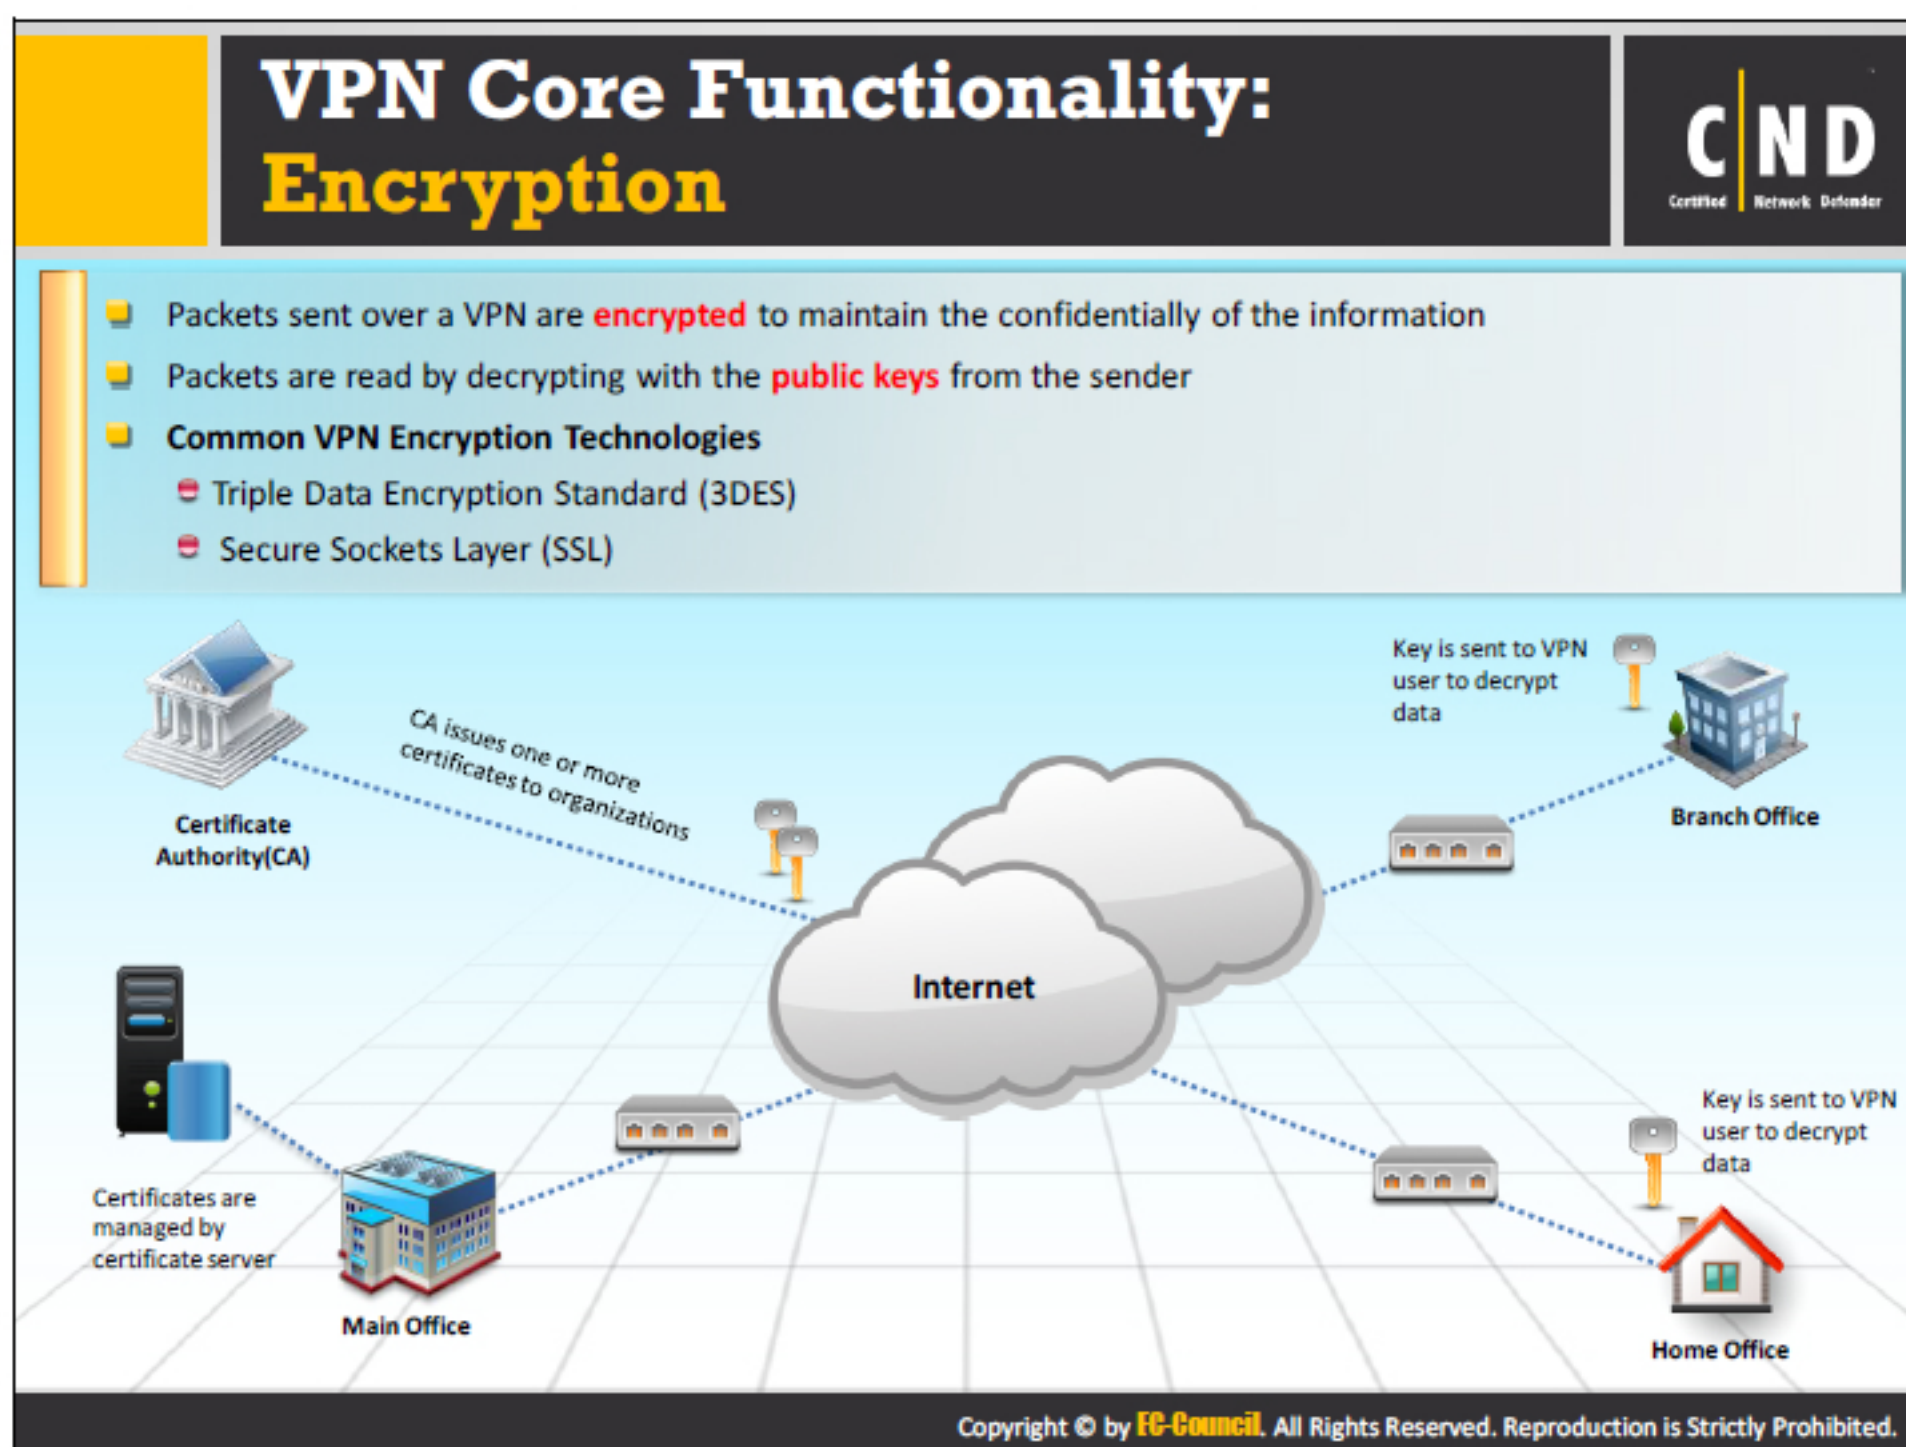 VPN Core Functionality:
Encryption
C ND
Certified Network Defender
Packets sent over a VPN are encrypted to maintain the confidentially of the information
Packets are read by decrypting with the public keys from the sender
Common VPN Encryption Technologies
Triple Data Encryption Standard (3DES)
Secure Sockets Layer (SSL)
Key is sent to VPN
user to decrypt
data
CA issues one or more
certificates to organizations
Certificate
Authority(CA)
Branch Office
Internet
Certificates are
managed by
certificate server
Key is sent to VPN
user to decrypt
data
Main Office
Home Office
Copyright © by EC-Council. All Rights Reserved. Reproduction is Strictly Prohibited.